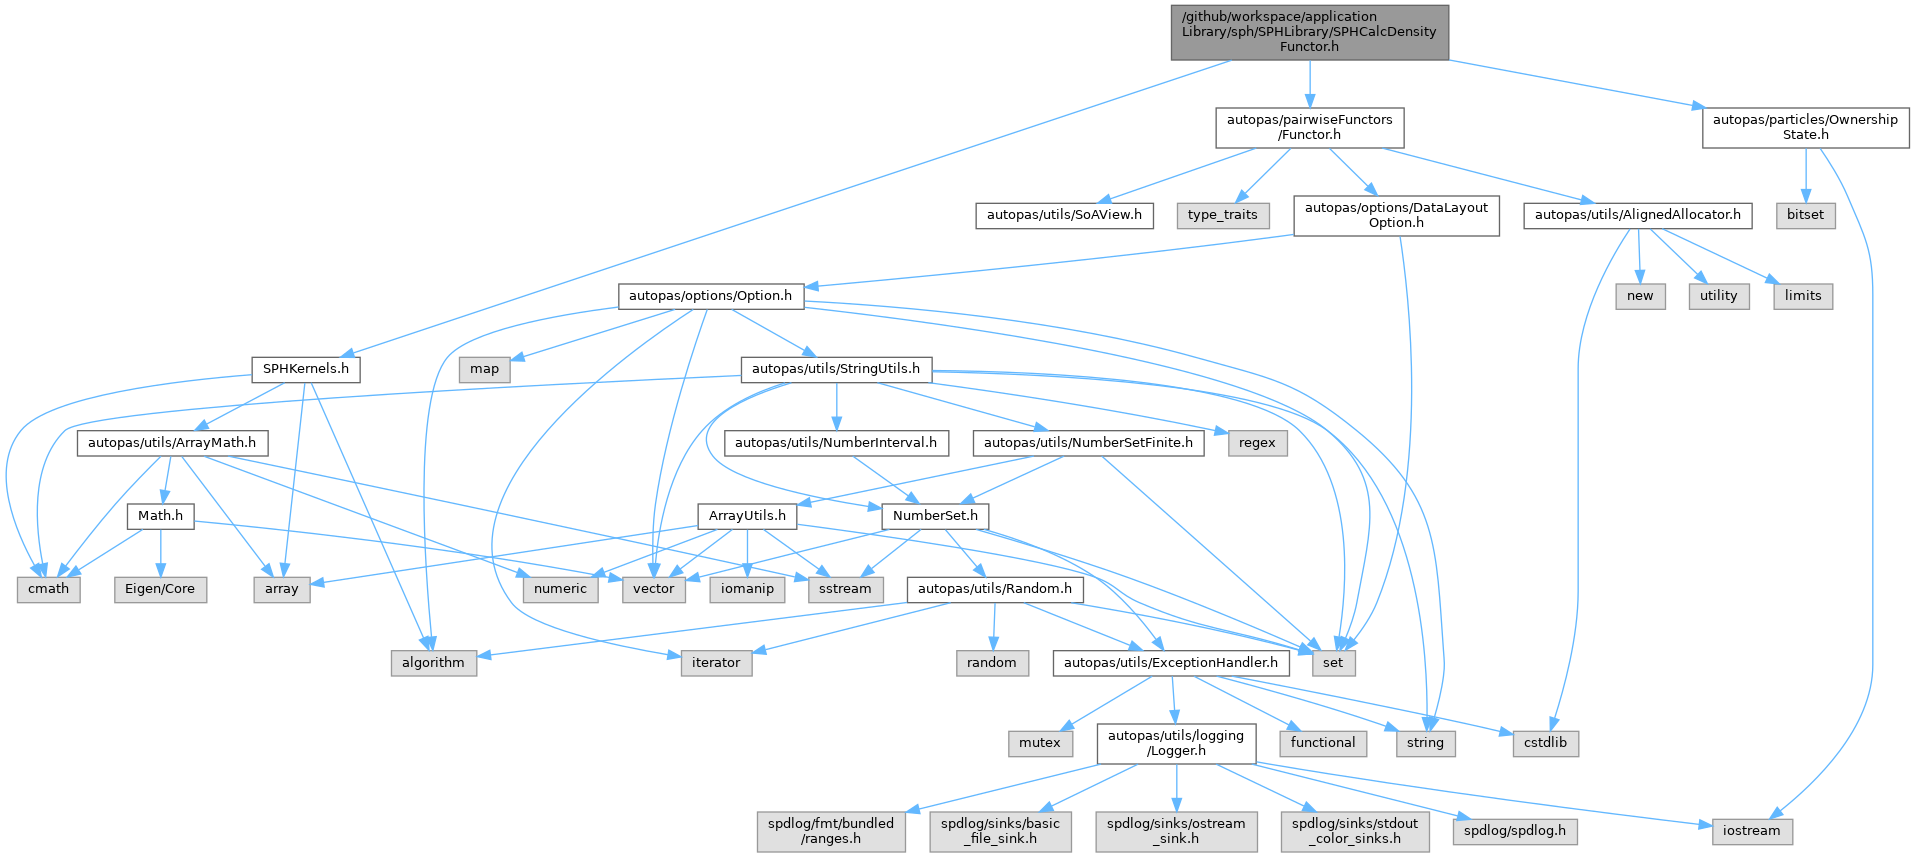 /github/workspace/application
Library/sph/SPHLibrary/SPHCalcDensity
Functor.h
autopas/pairwiseFunctors
/Functor.h
autopas/particles/Ownership
State.h
autopas/utils/SoAView.h
type_traits
autopas/options/DataLayout
Option.h
autopas/utils/AlignedAllocator.h
bitset
autopas/options/Option.h
new
utility
limits
SPHKernels.h
map
autopas/utils/StringUtils.h
autopas/utils/ArrayMath.h
autopas/utils/NumberInterval.h
autopas/utils/NumberSetFinite.h
regex
Math.h
ArrayUtils.h
NumberSet.h
cmath
Eigen/Core
array
numeric
vector
iomanip
sstream
autopas/utils/Random.h
algorithm
iterator
random
autopas/utils/ExceptionHandler.h
set
mutex
autopas/utils/logging
/Logger.h
functional
string
cstdlib
spdlog/fmt/bundled
/ranges.h
spdlog/sinks/basic
_file_sink.h
spdlog/sinks/ostream
_sink.h
spdlog/sinks/stdout
_color_sinks.h
spdlog/spdlog.h
iostream